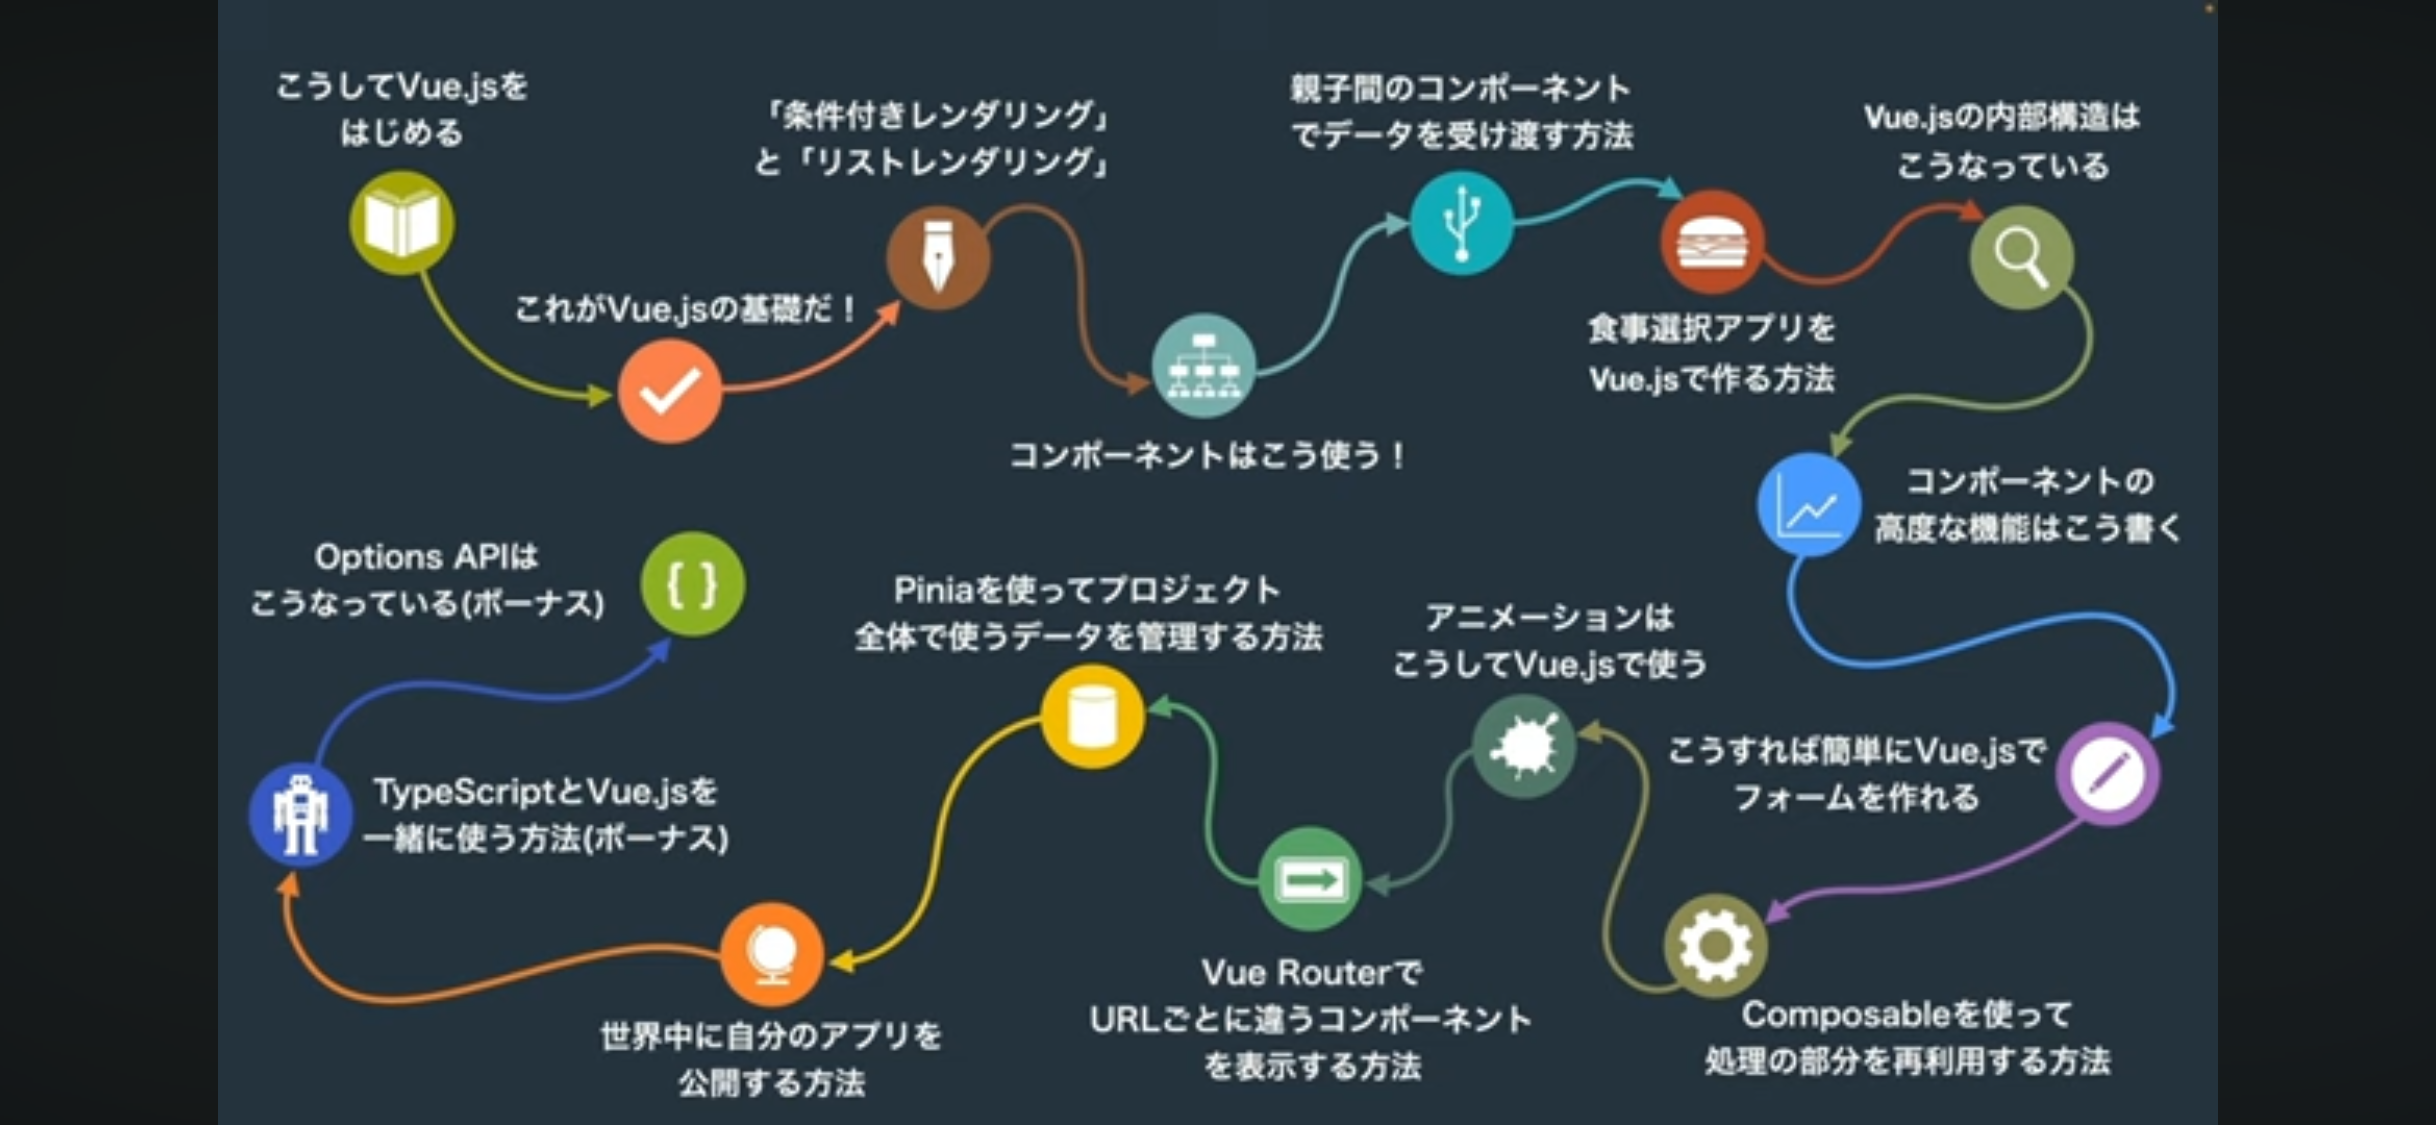 こうしてVue.jsを
はじめる
これがVue.jsの基礎だ！
「条件付きレンダリング」
と「リストレンダリング」
コンポーネントはこう使う！
親子間のコンポーネント
でデータを受け渡す方法
食事選択アプリを
Vue.jsで作る方法
Vue.jsの内部構造は
こうなっている
コンポーネントの
高度な機能はこう書く
こうすれば簡単にVue.jsで
フォームを作れる
Composableを使って
処理の部分を再利用する方法
アニメーションは
こうしてVue.jsで使う
Vue Routerで
URLごとに違うコンポーネント
を表示する方法
Piniaを使ってプロジェクト
全体で使うデータを管理する方法
世界中に自分のアプリを
公開する方法
TypeScriptとVue.jsを
一緒に使う方法(ボーナス)
Options APIは
こうなっている(ボーナス)
{ }